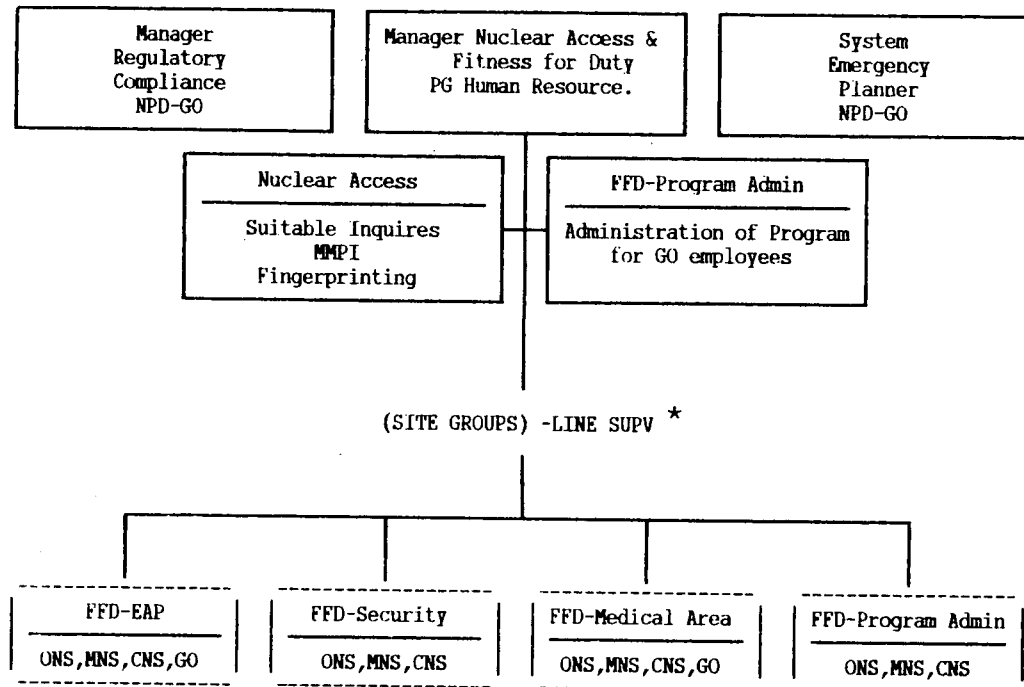 Manager
Regulatory
Compliance
NPD-GO
Manager Nuclear Access &
Fitness for Duty
PG Human Resource.
System
Emergency
Planner
NPD-GO
Nuclear Access
Suitable Inquires
MMPI
Fingerprinting
FFD-Program Admin
Administration of Program
for GO employees
(SITE GROUPS) -LINE SUPV *
FFD-EAP
ONS,MNS,CNS,GO
FFD-Security
ONS,MNS,CNS
FFD-Medical Area
ONS,MNS,CNS,GO
FFD-Program Admin
ONS,MNS,CNS